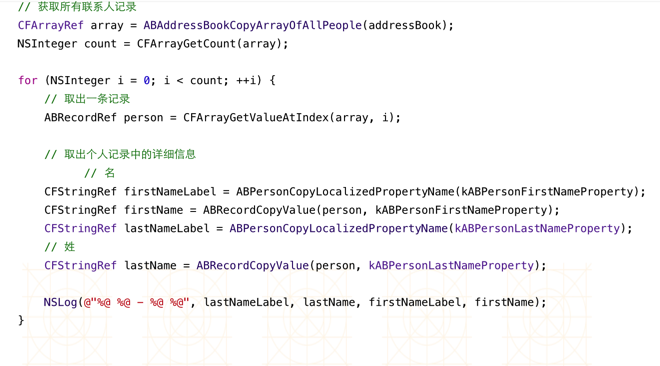 // 获取所有联系人记录
CFArrayRef array = ABAddressBookCopyArrayOfAllPeople(addressBook);
NSInteger count = CFArrayGetCount(array);
for (NSInteger i = 0; i < count; ++i) {
// 取出一条记录
ABRecordRef person = CFArrayGetValueAtIndex(array, i);
// 取出个人记录中的详细信息
// 名
CFStringRef firstNameLabel = ABPersonCopyLocalizedPropertyName(kABPersonFirstNameProperty);
CFStringRef firstName = ABRecordCopyValue(person, kABPersonFirstNameProperty);
CFStringRef lastNameLabel = ABPersonCopyLocalizedPropertyName(kABPersonLastNameProperty);
// 姓
CFStringRef lastName = ABRecordCopyValue(person, kABPersonLastNameProperty);
NSLog(@"%@ %@ - %@ %@", lastNameLabel, lastName, firstNameLabel, firstName);
}